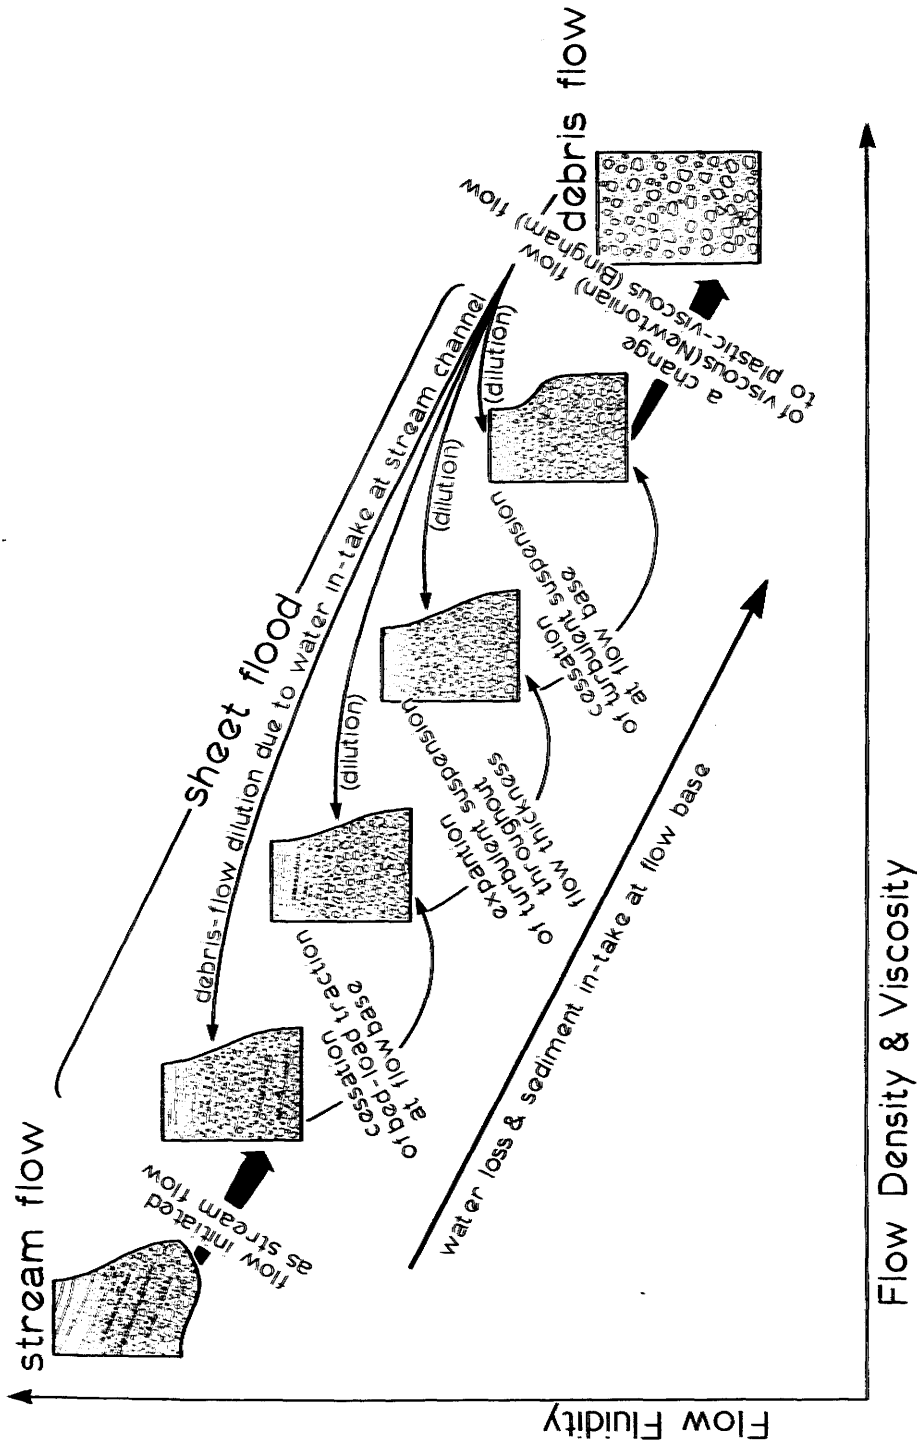 stream flow
sheet flood
debris flow
debris-flow dilution due to water in-take at stream channel
(dilution)
(dilution)
(dilution)
flow initiated
as stream flow
cessation
of bed-load traction
at flow base
expantion
of turbulent suspension
throughout
flow thickness
cessation
of turbulent suspension
at flow base
a change
of viscous (Newtonian) flow
to plastic-viscous (Bingham) flow
water loss & sediment in-take at flow base
Flow Fluidity
Flow Density & Viscosity